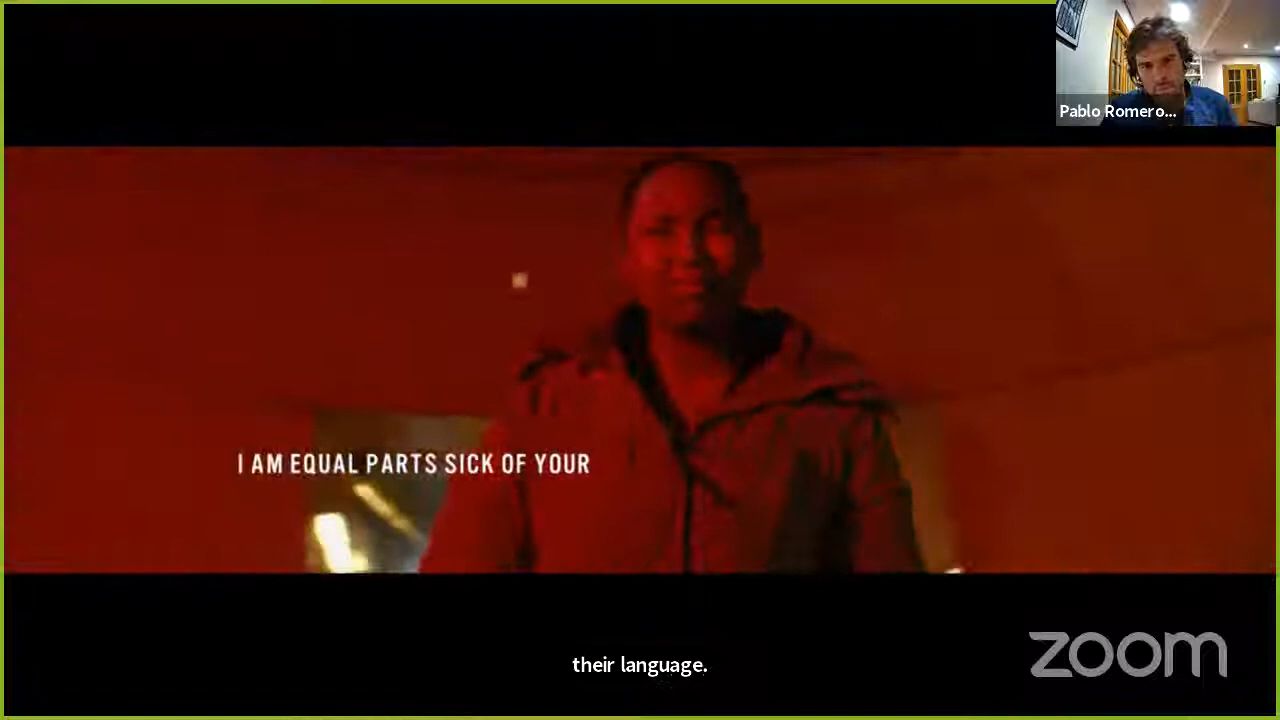 Pablo Romero...
I AM EQUAL PARTS SICK OF YOUR
their language.
zoom